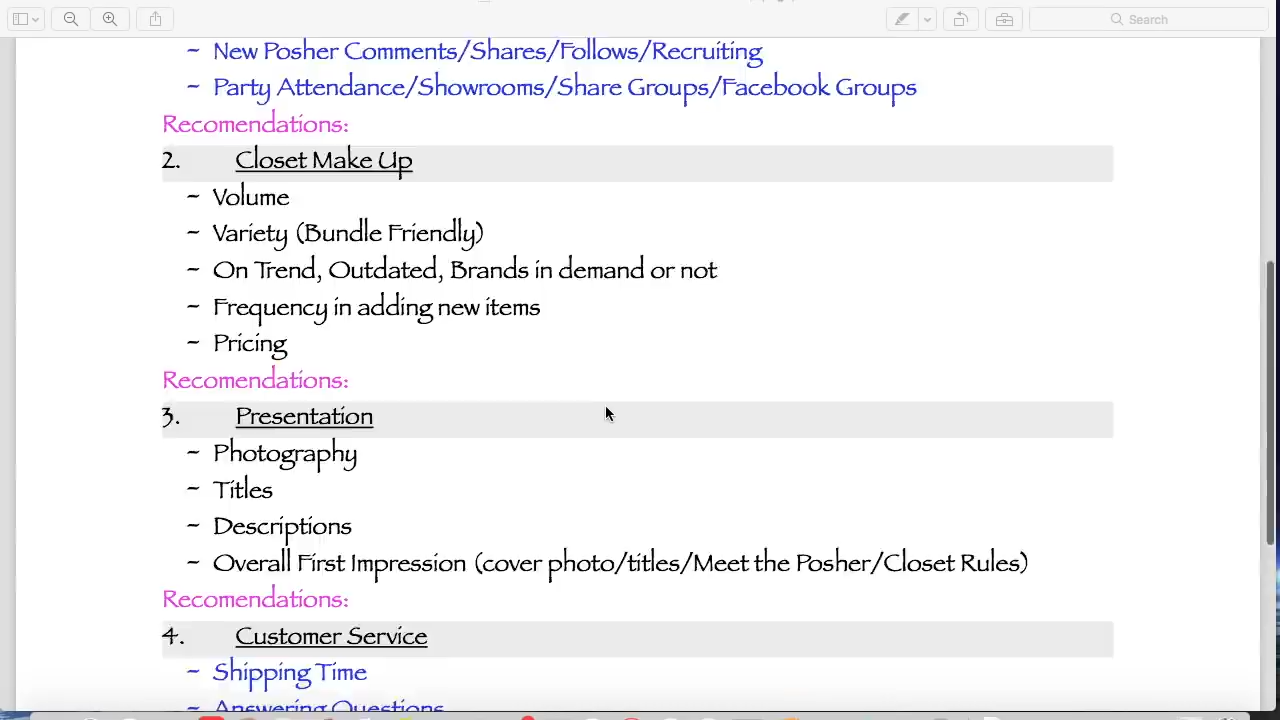 Search
- New Posher Comments/Shares/Follows/Recruiting
- Party Attendance/Showrooms/Share Groups/Facebook Groups
Recomendations:
2. Closet Make Up
- Volume
- Variety (Bundle Friendly)
- On Trend, Outdated, Brands in demand or not
- Frequency in adding new items
- Pricing
Recomendations:
3. Presentation
- Photography
- Titles
- Descriptions
- Overall First Impression (cover photo/titles/Meet the Posher/Closet Rules)
Recomendations:
4. Customer Service
- Shipping Time
- Answering Questions